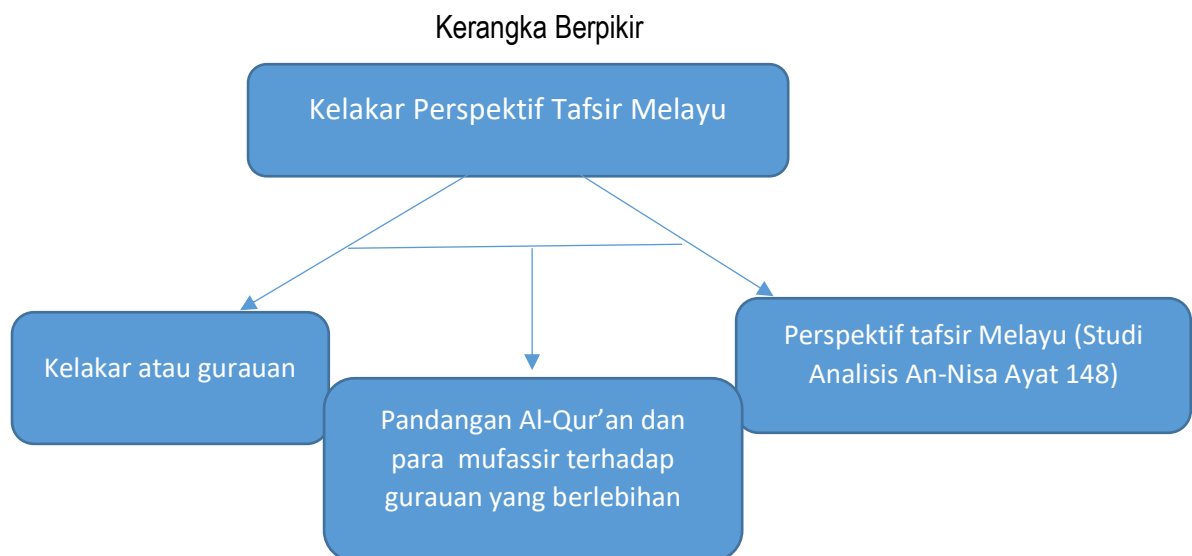 Kerangka Berpikir
Kelakar Perspektif Tafsir Melayu
Kelakar atau gurauan
Pandangan Al-Qur’an dan
para mufassir terhadap
gurauan yang berlebihan
Perspektif tafsir Melayu (Studi
Analisis An-Nisa Ayat 148)